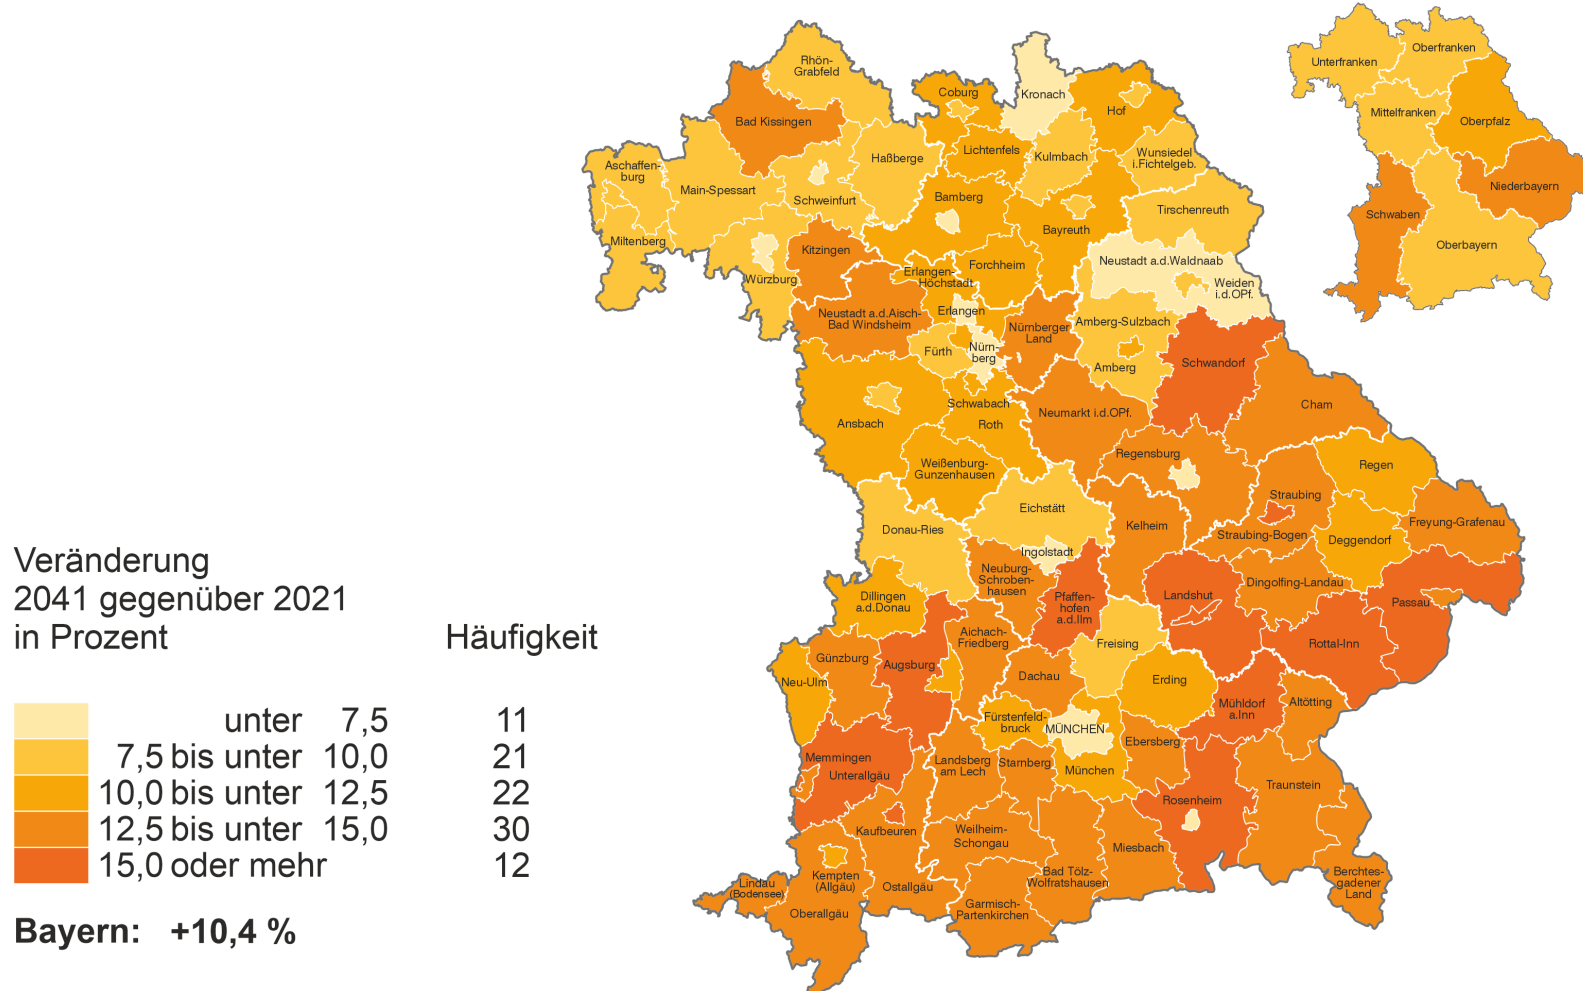 Veränderung
2041 gegenüber 2021
in Prozent
Häufigkeit
unter 7,5 11
7,5 bis unter 10,0 21
10,0 bis unter 12,5 22
12,5 bis unter 15,0 30
15,0 oder mehr 12
Bayern: +10,4 %
Rhön-
Grabfeld
Bad Kissingen
Coburg
Kronach
Hof
Lichtenfels
Kulmbach
Wunsiedel
i.Fichtelgeb.
Haßberge
Aschaffen-
burg
Main-Spessart
Schweinfurt
Bamberg
Bayreuth
Tirschenreuth
Miltenberg
Würzburg
Kitzingen
Erlangen-
Höchstadt
Forchheim
Neustadt a.d.Waldnaab
Weiden
i.d.OPf.
Neustadt a.d.Aisch-
Bad Windsheim
Erlangen
Fürth
Nürn-
berg
Nürnberger
Land
Amberg-Sulzbach
Amberg
Schwandorf
Ansbach
Schwabach
Roth
Neumarkt i.d.OPf.
Cham
Weißenburg-
Gunzenhausen
Regensburg
Regen
Eichstätt
Straubing
Freyung-Grafenau
Donau-Ries
Kelheim
Straubing-Bogen
Deggendorf
Ingolstadt
Neuburg-
Schroben-
hausen
Dingolfing-Landau
Dillingen
a.d.Donau
Pfaffen-
hofen
a.d.Ilm
Landshut
Passau
Aichach-
Friedberg
Freising
Rottal-Inn
Günzburg
Augsburg
Neu-Ulm
Dachau
Erding
Mühldorf
a.Inn
Altötting
Fürstenfeld-
bruck
MÜNCHEN
Ebersberg
Memmingen
Unterallgäu
Landsberg
am Lech
Starnberg
München
Traunstein
Rosenheim
Kaufbeuren
Weilheim-
Schongau
Miesbach
Kempten
(Allgäu)
Ostallgäu
Bad Tölz-
Wolfratshausen
Berchtes-
gadener
Land
Lindau
(Bodensee)
Oberallgäu
Garmisch-
Partenkirchen
Unterfranken
Oberfranken
Mittelfranken
Oberpfalz
Niederbayern
Schwaben
Oberbayern